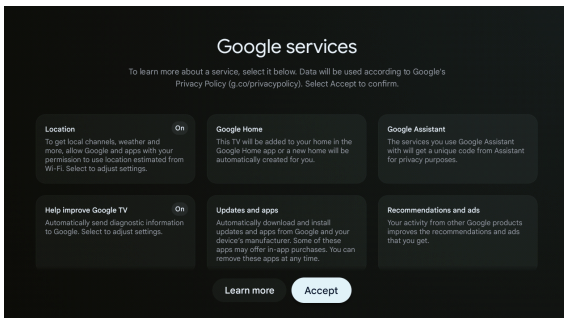 Google services
To learn more about a service, select it below. Data will be used according to Google's
Privacy Policy (g.co/privacypolicy). Select Accept to confirm.
Location
On
To get local channels, weather and
more, allow Google and apps with your
permission to use location estimated from
Wi-Fi. Select to adjust settings.
Google Home
This TV will be added to your home in the
Google Home app or a new home will be
automatically created for you.
Google Assistant
The services you use Google Assistant
with will get a unique code from Assistant
for privacy purposes.
Help improve Google TV
On
Automatically send diagnostic information
to Google. Select to adjust settings.
Updates and apps
Automatically download and install
updates and apps from Google and your
device's manufacturer. Some of these
apps may offer in-app purchases. You can
remove these apps at any time.
Recommendations and ads
Your activity from other Google products
improves the recommendations and ads
that you get.
Learn more
Accept